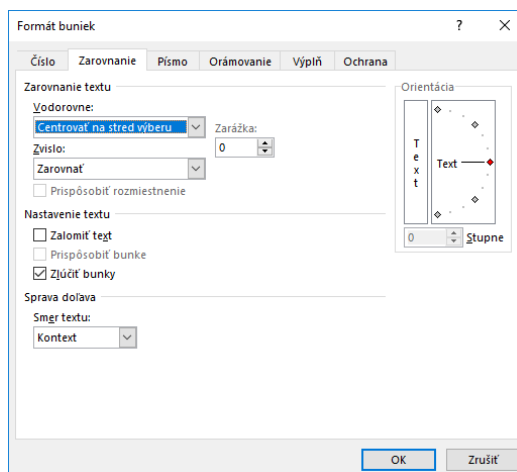 Formát buniek ? ×
Číslo Zarovnanie Písmo Orámovanie Výplň Ochrana
Zarovnanie textu
Vodorovne:
Centrovať na stred výberu
Zarážka:
0
Zvislo:
Zarovnať
Prispôsobiť rozmiestnenie
Nastavenie textu
Zalomiť text
Prispôsobiť bunke
Zlúčiť bunky
Sprava doľava
Smer textu:
Kontext
Orientácia
Text
Text
0 Stupne
OK Zrušiť